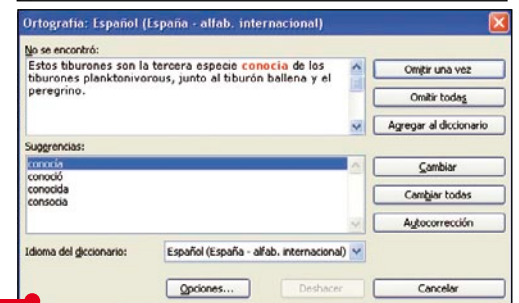 Ortografía: Español (España - alfab. internacional)
No se encontró:
Estos tiburones son la tercera especie conocia de los
tiburones planktonivorous, junto al tiburón ballena y el
peregrino.
Omitir una vez
Omitir todas
Agregar al diccionario
Sugerencias:
conocía
conoció
conocida
consocia
Cambiar
Cambiar todas
Autocorrección
Idioma del diccionario:
Español (España - alfab. internacional)
Opciones...
Deshacer
Cancelar